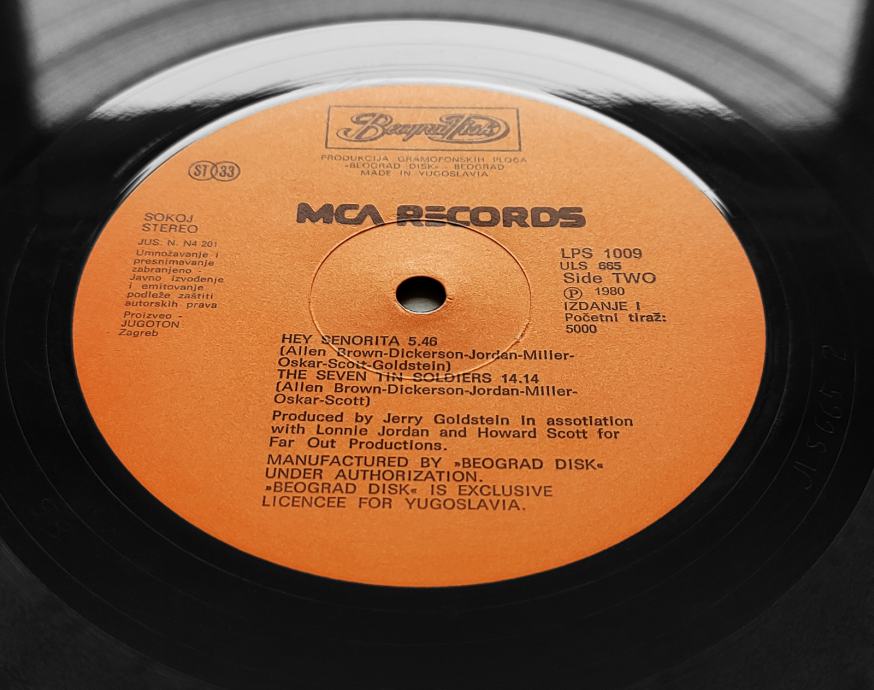 Beograd Disk
PRODUKCIJA GRAMOFONSKIH PLOČA
»BEOGRAD DISK« - BEOGRAD
MADE IN YUGOSLAVIA
ST 33
MCA RECORDS
SOKOJ
STEREO
JUS: N. N4 201
Umnožavanje i
presnimavanje
zabranjeno -
Javno izvođenje
i emitovanje
podleže zaštiti
autorskih prava
Proizveo -
JUGOTON
Zagreb
LPS 1009
ULS 665
Side TWO
Ⓟ 1980
IZDANJE I
Početni tiraž:
5000
HEY SENORITA 5.46
(Allen Brown-Dickerson-Jordan-Miller-
Oskar-Scott-Goldstein)
THE SEVEN TIN SOLDIERS 14.14
(Allen Brown-Dickerson-Jordan-Miller-
Oskar-Scott)
Produced by Jerry Goldstein in assotiation
with Lonnie Jordan and Howard Scott for
Far Out Productions.
MANUFACTURED BY »BEOGRAD DISK«
UNDER AUTHORIZATION.
»BEOGRAD DISK« IS EXCLUSIVE
LICENCEE FOR YUGOSLAVIA.